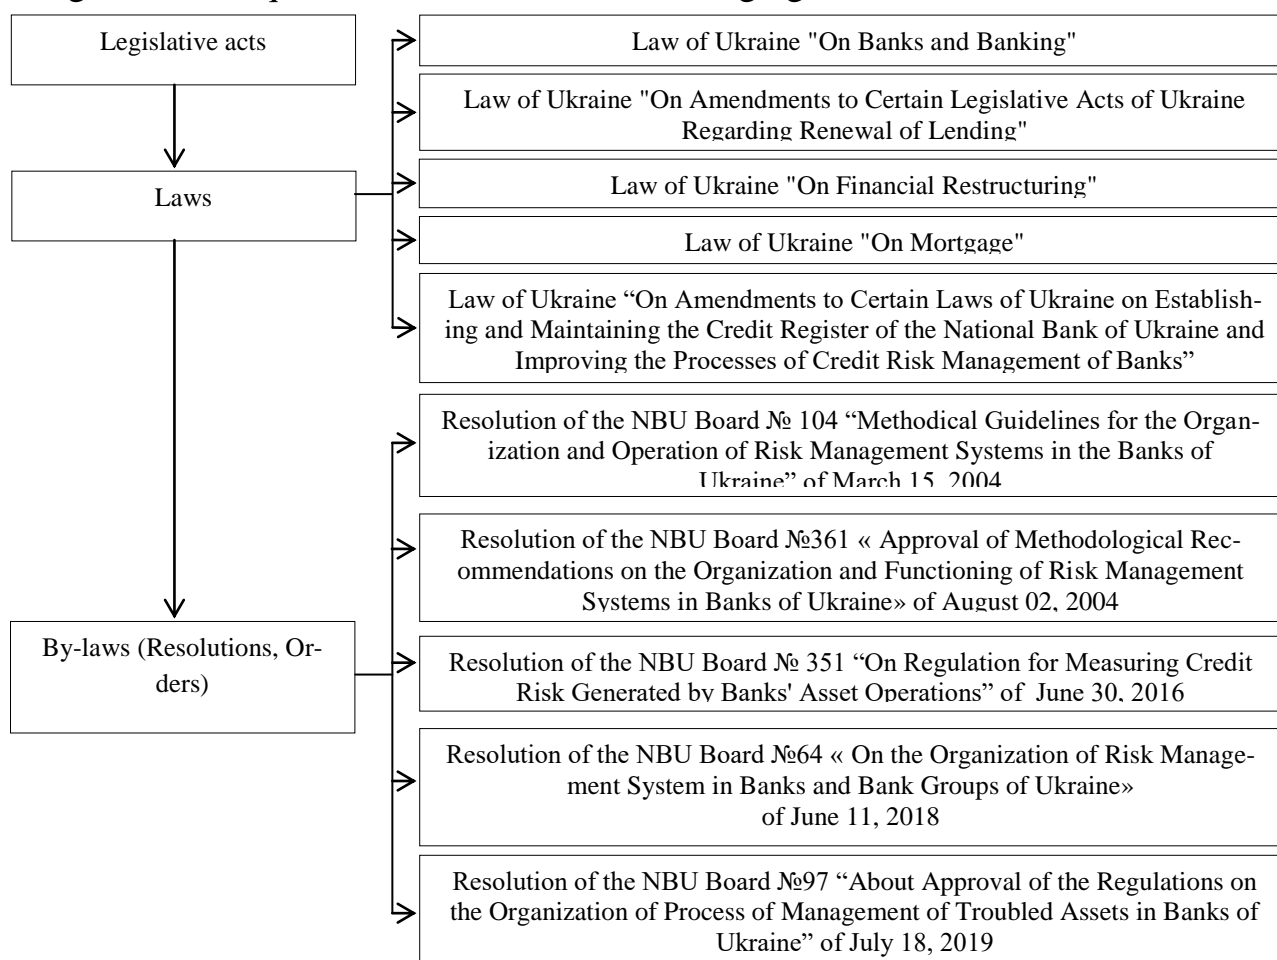 Legislative acts
Law of Ukraine "On Banks and Banking"
Law of Ukraine "On Amendments to Certain Legislative Acts of Ukraine
Regarding Renewal of Lending"
Laws
Law of Ukraine "On Financial Restructuring"
Law of Ukraine "On Mortgage"
Law of Ukraine “On Amendments to Certain Laws of Ukraine on Establish-
ing and Maintaining the Credit Register of the National Bank of Ukraine and
Improving the Processes of Credit Risk Management of Banks”
Resolution of the NBU Board № 104 “Methodical Guidelines for the Organ-
ization and Operation of Risk Management Systems in the Banks of
Ukraine” of March 15, 2004
Resolution of the NBU Board №361 « Approval of Methodological Rec-
ommendations on the Organization and Functioning of Risk Management
Systems in Banks of Ukraine» of August 02, 2004
By-laws (Resolutions, Or-
ders)
Resolution of the NBU Board № 351 “On Regulation for Measuring Credit
Risk Generated by Banks' Asset Operations” of June 30, 2016
Resolution of the NBU Board №64 « On the Organization of Risk Manage-
ment System in Banks and Bank Groups of Ukraine»
of June 11, 2018
Resolution of the NBU Board №97 “About Approval of the Regulations on
the Organization of Process of Management of Troubled Assets in Banks of
Ukraine” of July 18, 2019